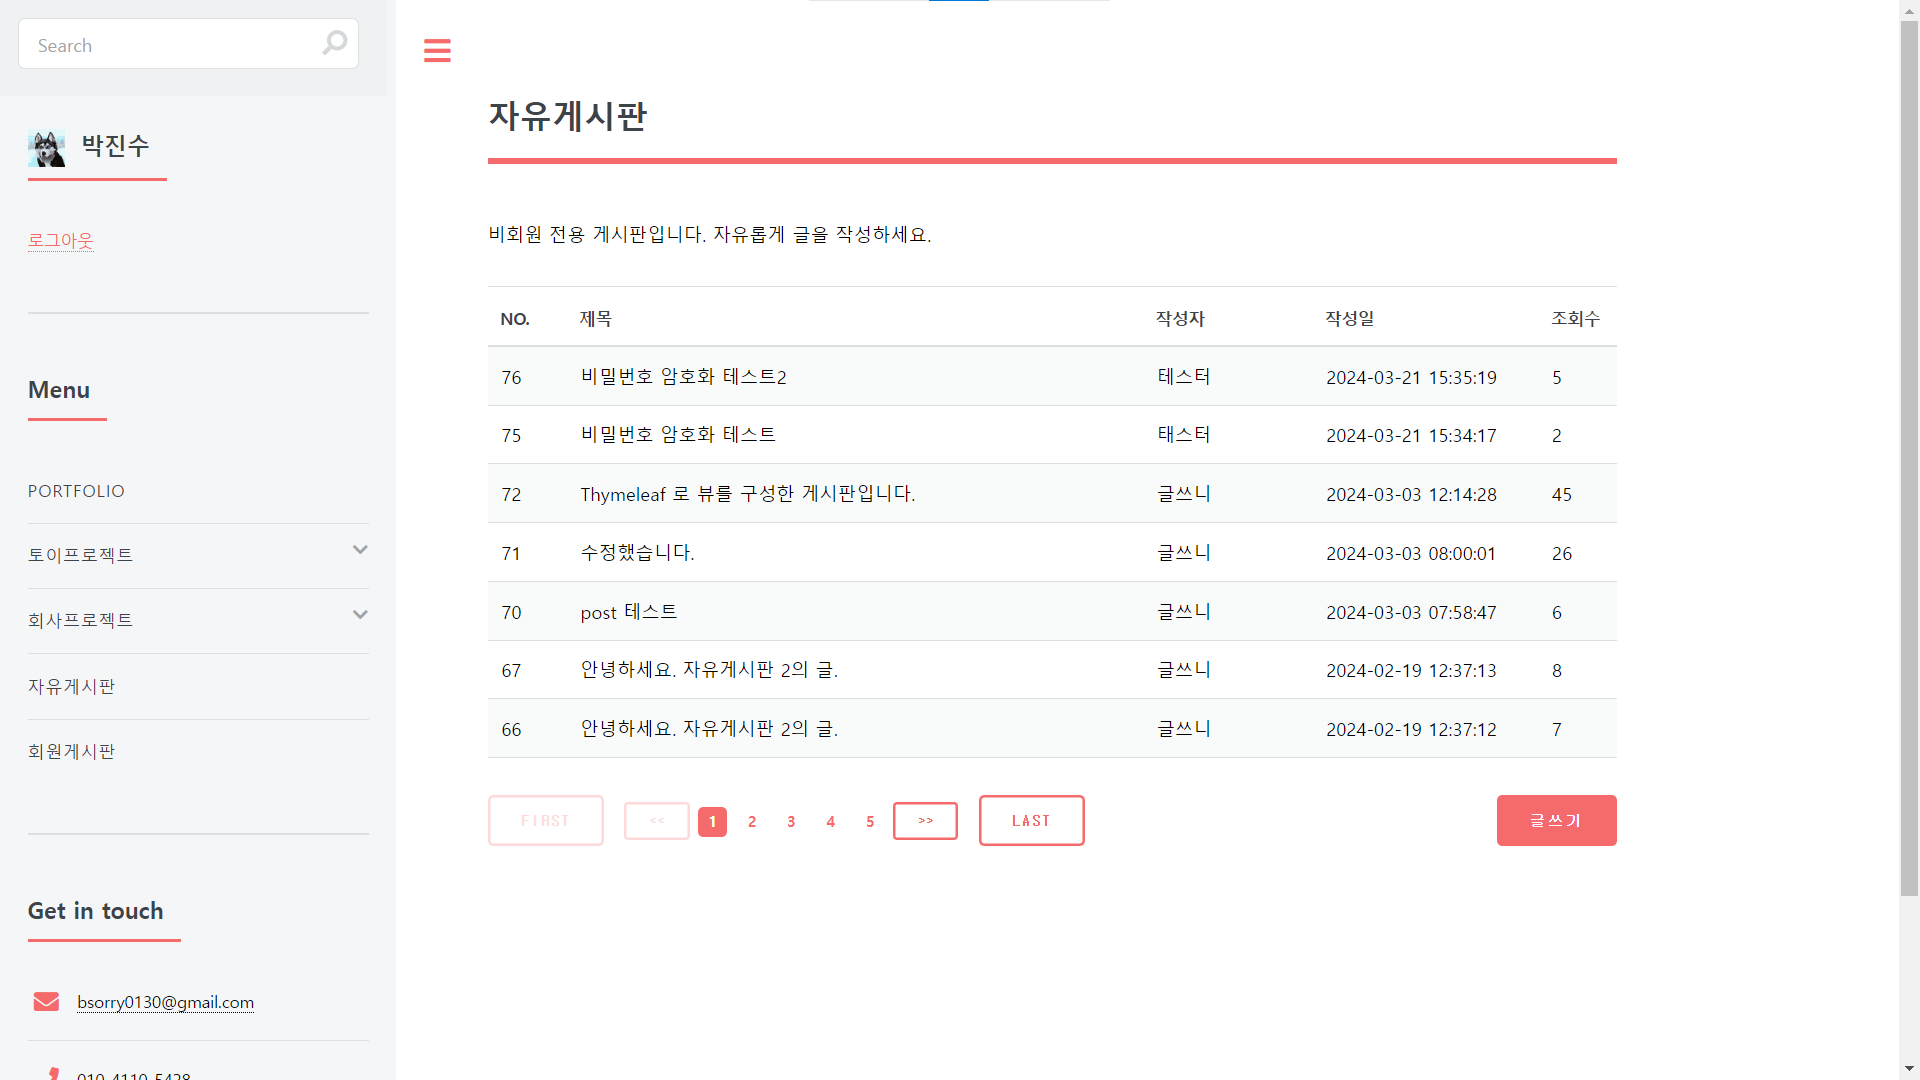 Search
박진수
로그아웃
Menu
PORTFOLIO
토이프로젝트
회사프로젝트
자유게시판
회원게시판
Get in touch
bsorry0130@gmail.com
010-4110-5428
자유게시판
비회원 전용 게시판입니다. 자유롭게 글을 작성하세요.
NO. 제목 작성자 작성일 조회수
76 비밀번호 암호화 테스트2 테스터 2024-03-21 15:35:19 5
75 비밀번호 암호화 테스트 태스터 2024-03-21 15:34:17 2
72 Thymeleaf 로 뷰를 구성한 게시판입니다. 글쓰니 2024-03-03 12:14:28 45
71 수정했습니다. 글쓰니 2024-03-03 08:00:01 26
70 post 테스트 글쓰니 2024-03-03 07:58:47 6
67 안녕하세요. 자유게시판 2의 글. 글쓰니 2024-02-19 12:37:13 8
66 안녕하세요. 자유게시판 2의 글. 글쓰니 2024-02-19 12:37:12 7
FIRST << 1 2 3 4 5 >> LAST 글쓰기